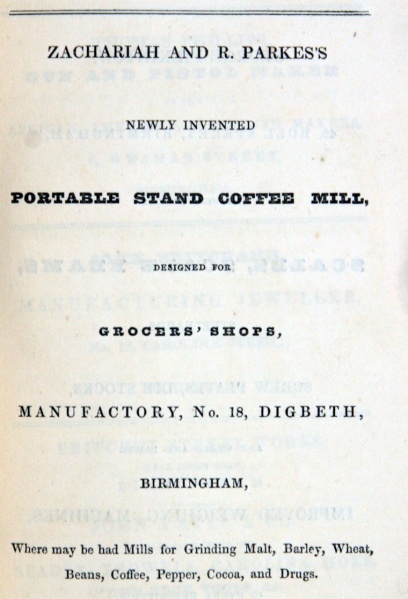 ZACHARIAH AND R. PARKES'S
NEWLY INVENTED
PORTABLE STAND COFFEE MILL,
DESIGNED FOR
GROCERS' SHOPS,
MANUFACTORY, No. 18, DIGBETH,
BIRMINGHAM,
Where may be had Mills for Grinding Malt, Barley, Wheat,
Beans, Coffee, Pepper, Cocoa, and Drugs.